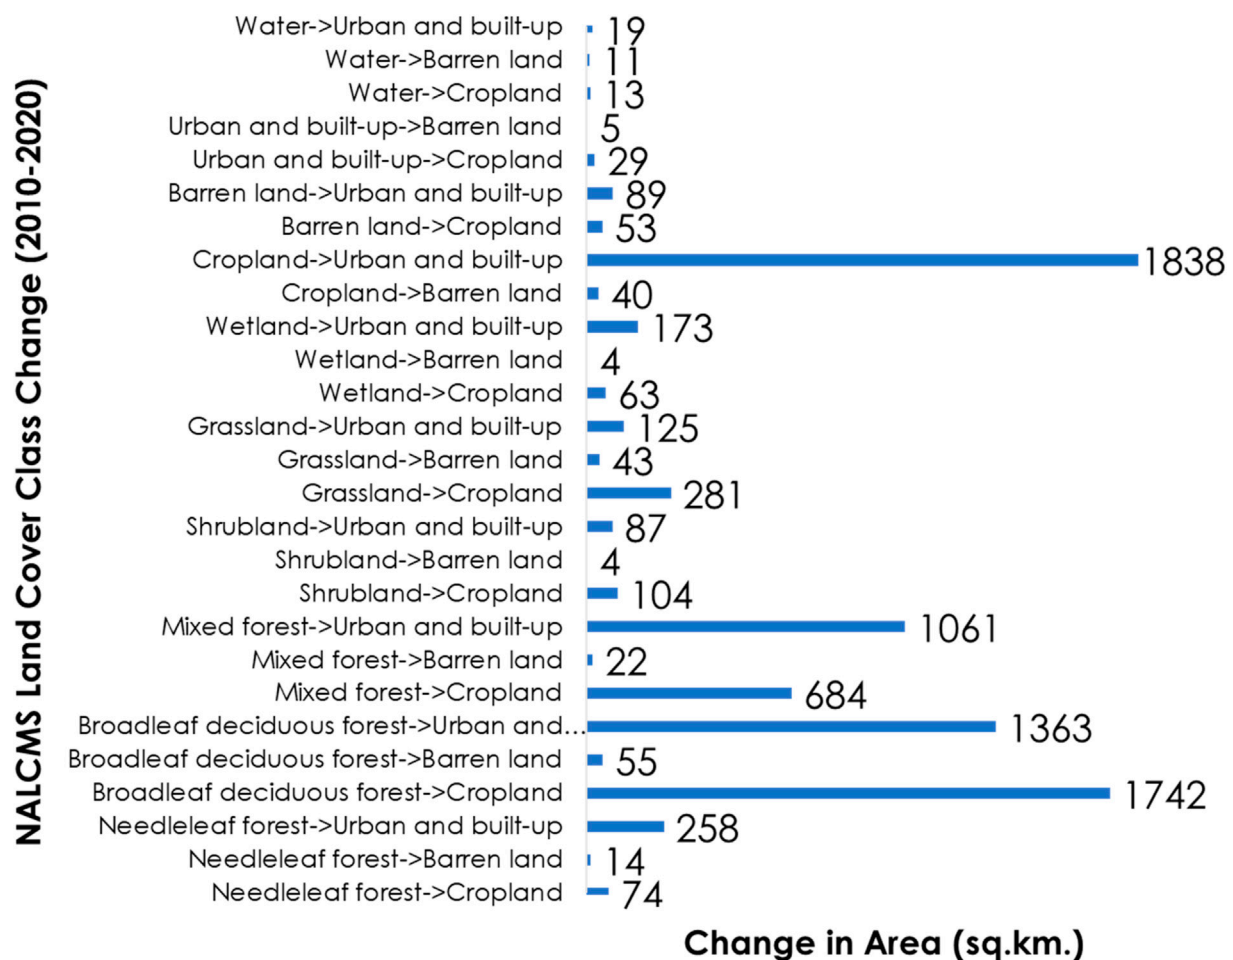 NALCMS Land Cover Class Change (2010-2020)
Water->Urban and built-up 19
Water->Barren land 11
Water->Cropland 13
Urban and built-up->Barren land 5
Urban and built-up->Cropland 29
Barren land->Urban and built-up 89
Barren land->Cropland 53
Cropland->Urban and built-up 1838
Cropland->Barren land 40
Wetland->Urban and built-up 173
Wetland->Barren land 4
Wetland->Cropland 63
Grassland->Urban and built-up 125
Grassland->Barren land 43
Grassland->Cropland 281
Shrubland->Urban and built-up 87
Shrubland->Barren land 4
Shrubland->Cropland 104
Mixed forest->Urban and built-up 1061
Mixed forest->Barren land 22
Mixed forest->Cropland 684
Broadleaf deciduous forest->Urban and... 1363
Broadleaf deciduous forest->Barren land 55
Broadleaf deciduous forest->Cropland 1742
Needleleaf forest->Urban and built-up 258
Needleleaf forest->Barren land 14
Needleleaf forest->Cropland 74
Change in Area (sq.km.)